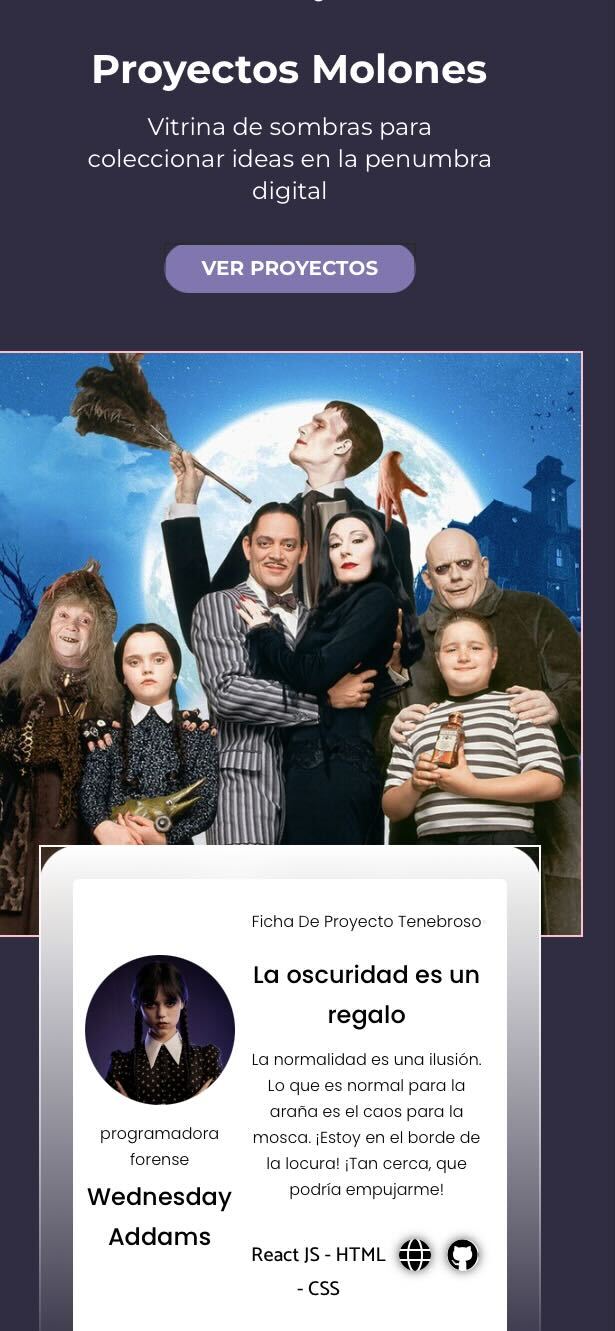 Proyectos Molones
Vitrina de sombras para
coleccionar ideas en la penumbra
digital
VER PROYECTOS
Ficha De Proyecto Tenebroso
La oscuridad es un
regalo
La normalidad es una ilusión.
Lo que es normal para la
araña es el caos para la
mosca. ¡Estoy en el borde de
la locura! ¡Tan cerca, que
podría empujarme!
React JS - HTML
- CSS
programadora
forense
Wednesday
Addams